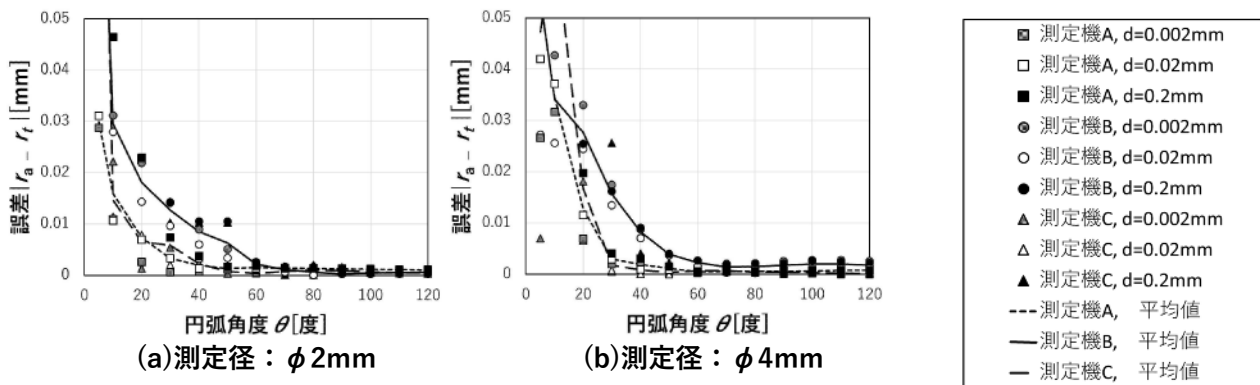 0.05
0.04
0.03
0.02
0.01
0
誤差|ra − rt|[mm]
0 20 40 60 80 100 120
円弧角度 θ[度]
(a)測定径：φ2mm
0.05
0.04
0.03
0.02
0.01
0
誤差|ra − rt|[mm]
0 20 40 60 80 100 120
円弧角度 θ[度]
(b)測定径：φ4mm
測定機A, d=0.002mm
測定機A, d=0.02mm
測定機A, d=0.2mm
測定機B, d=0.002mm
測定機B, d=0.02mm
測定機B, d=0.2mm
測定機C, d=0.002mm
測定機C, d=0.02mm
測定機C, d=0.2mm
測定機A, 平均値
測定機B, 平均値
測定機C, 平均値